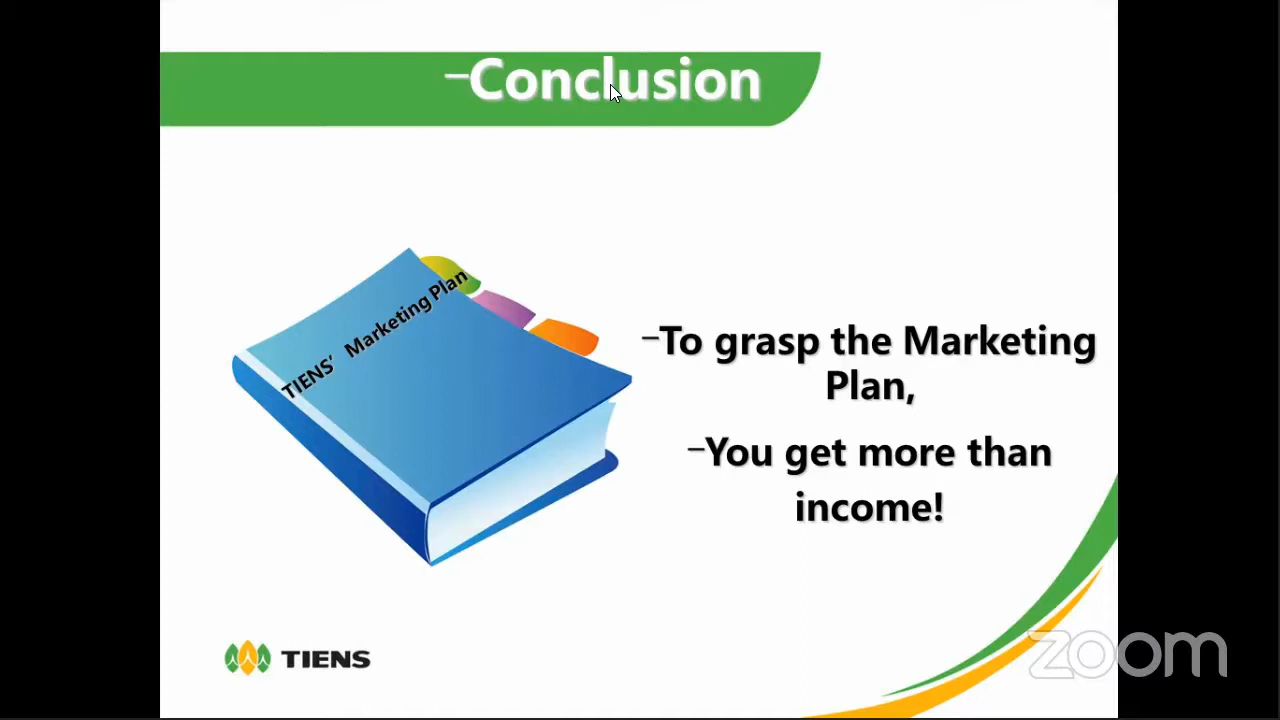 –Conclusion
TIENS’ Marketing Plan
–To grasp the Marketing
Plan,
–You get more than
income!
TIENS
zoom